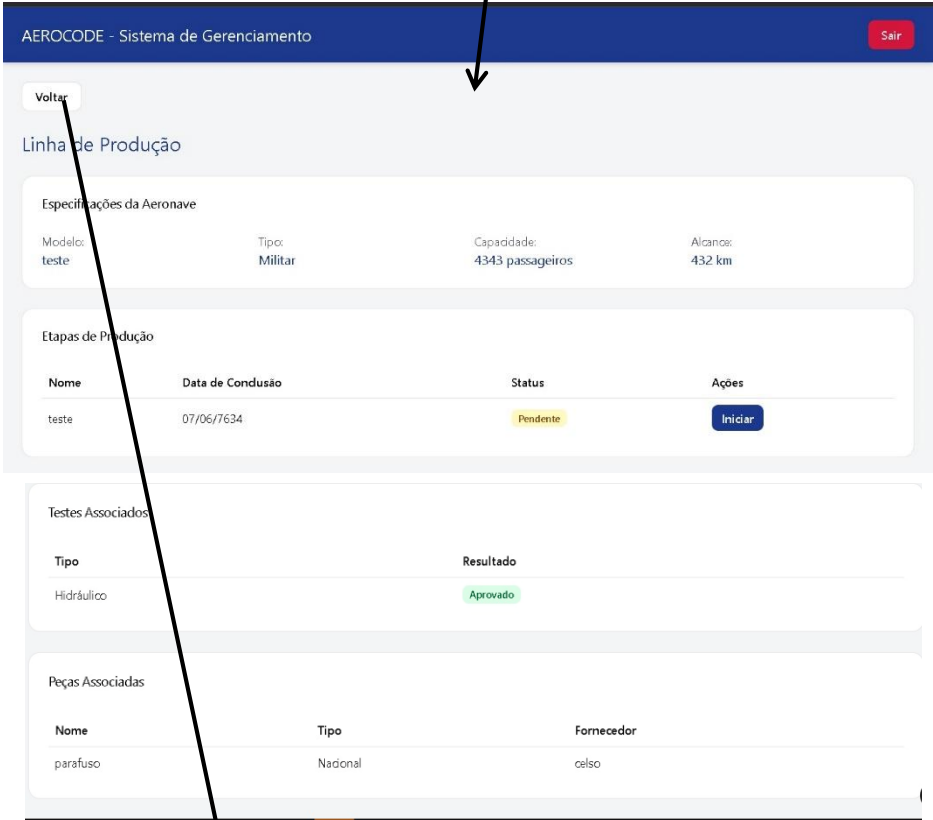 AEROCODE - Sistema de Gerenciamento Sair
Voltar
Linha de Produção
Especificações da Aeronave
Modelo: Tipo: Capacidade: Alcance:
teste Militar 4343 passageiros 432 km
Etapas de Produção
Nome Data de Conclusão Status Ações
teste 07/06/7634 Pendente Iniciar
Testes Associados
Tipo Resultado
Hidráulico Aprovado
Peças Associadas
Nome Tipo Fornecedor
parafuso Nacional celso